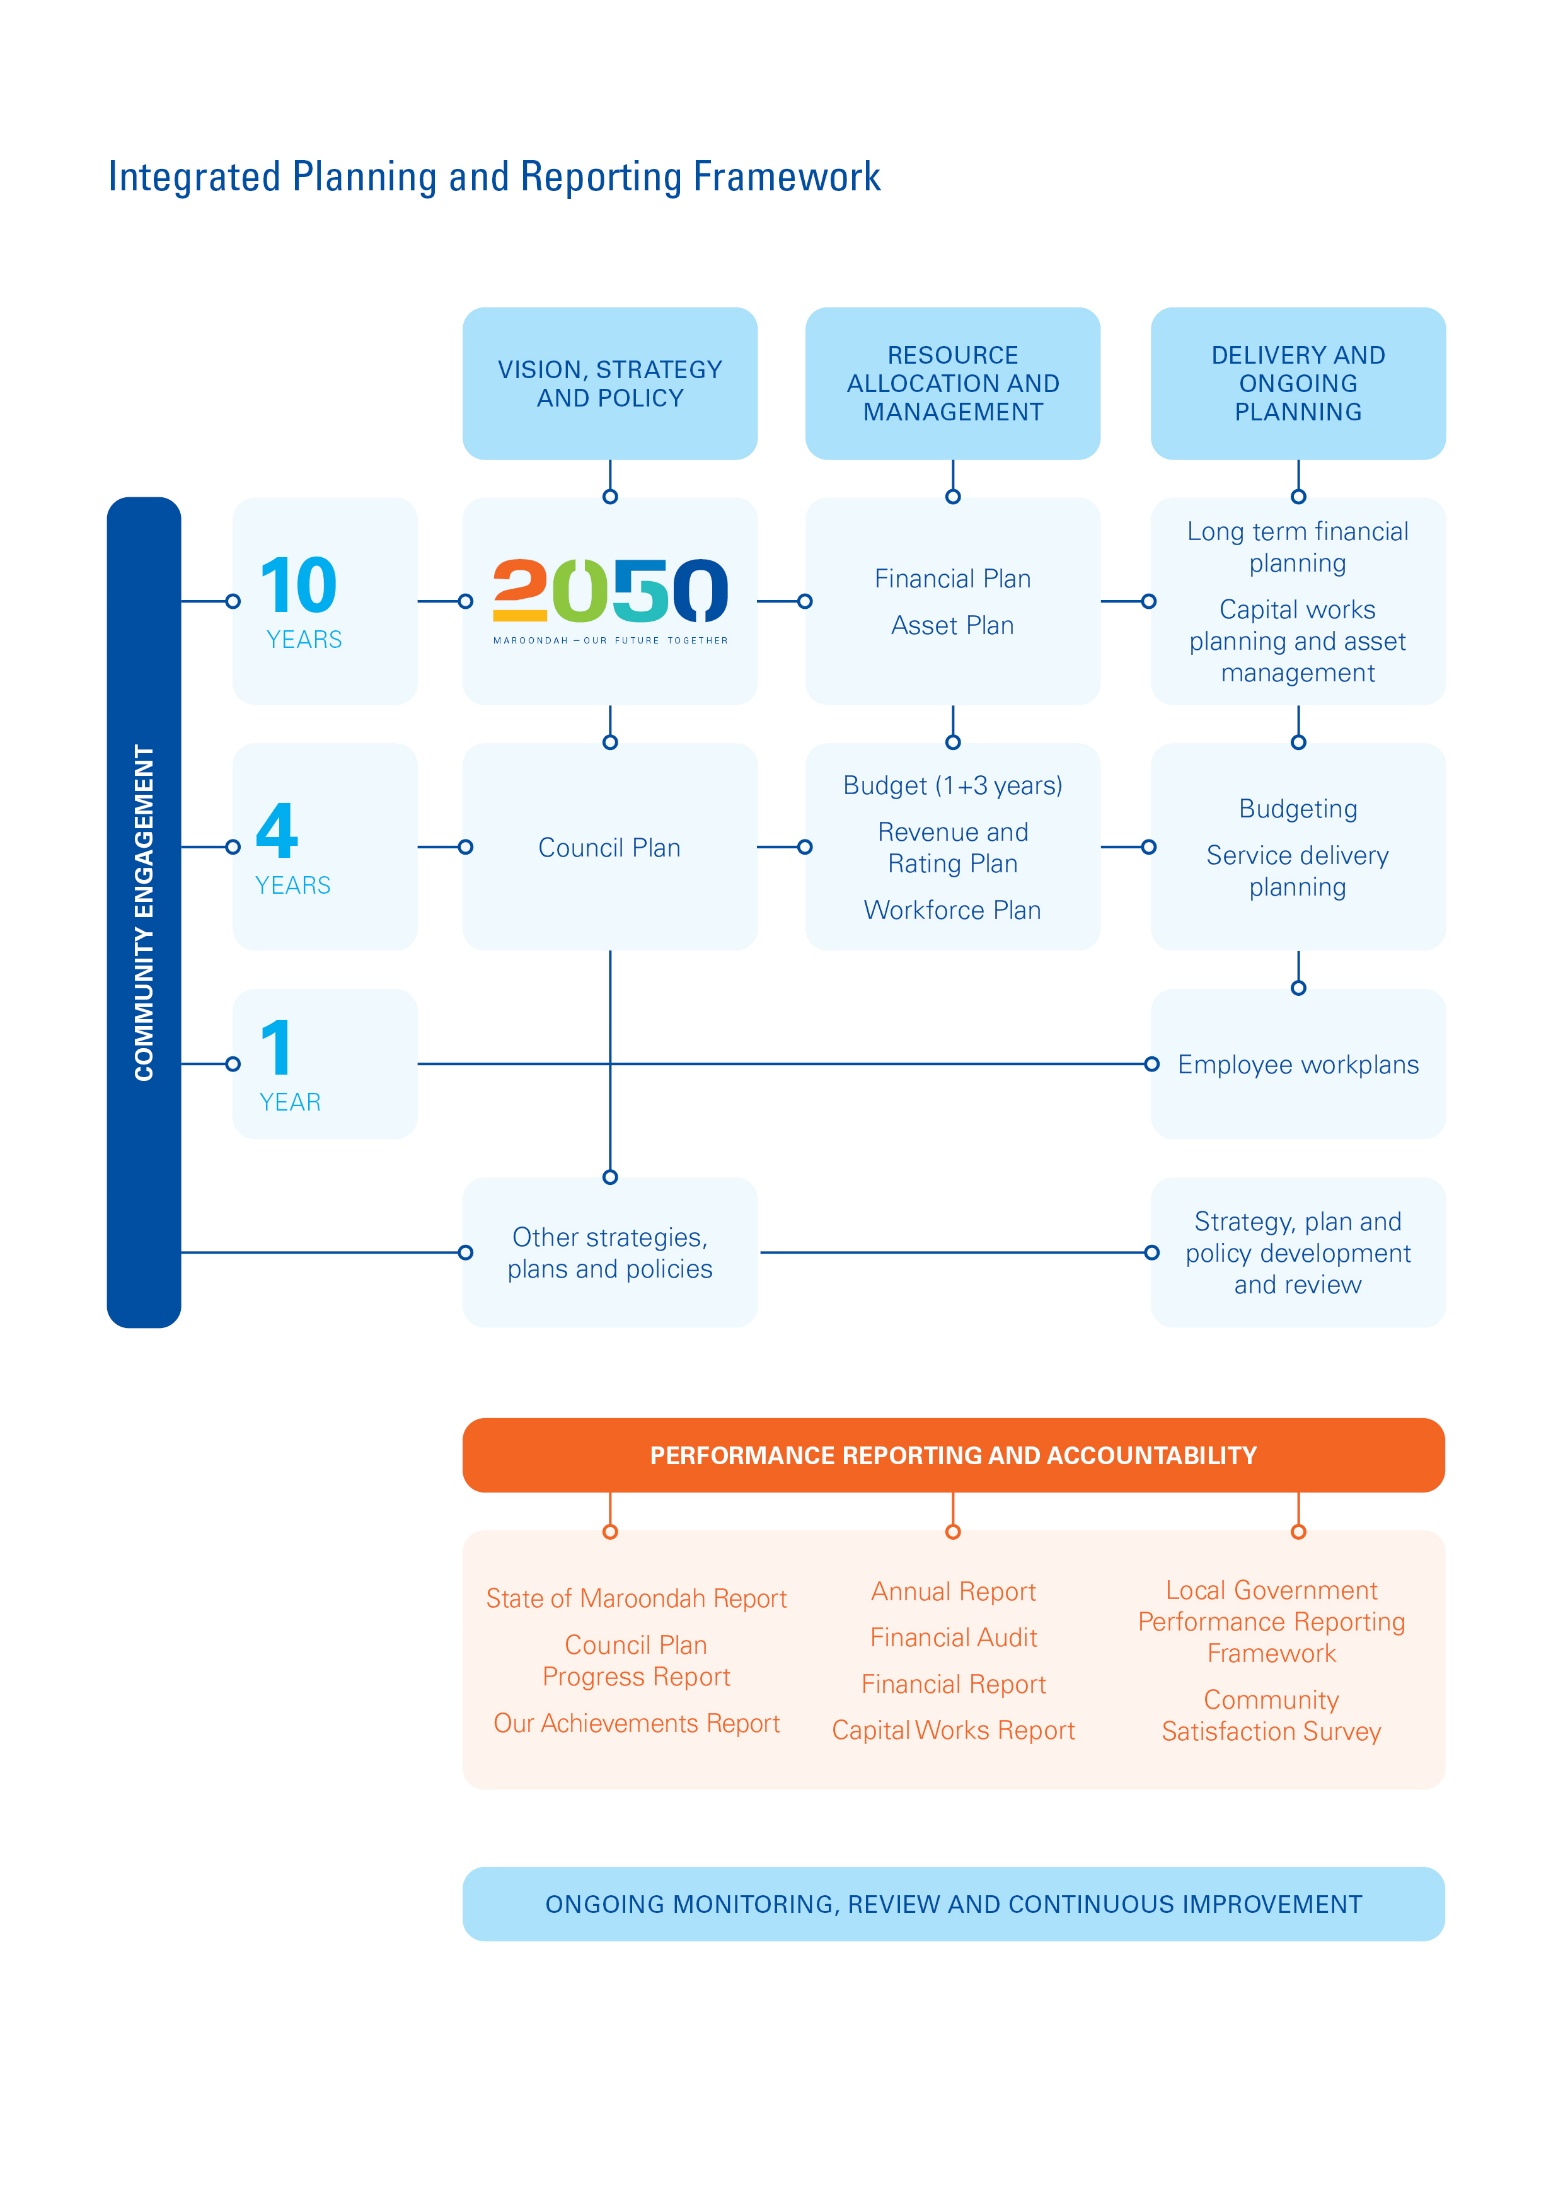 Integrated Planning and Reporting Framework
VISION, STRATEGY
AND POLICY
RESOURCE
ALLOCATION AND
MANAGEMENT
DELIVERY AND
ONGOING
PLANNING
COMMUNITY ENGAGEMENT
10
YEARS
2050
MAROONDAH – OUR FUTURE TOGETHER
Financial Plan
Asset Plan
Long term financial
planning
Capital works
planning and asset
management
4
YEARS
Council Plan
Budget (1+3 years)
Revenue and
Rating Plan
Workforce Plan
Budgeting
Service delivery
planning
1
YEAR
Employee workplans
Other strategies,
plans and policies
Strategy, plan and
policy development
and review
PERFORMANCE REPORTING AND ACCOUNTABILITY
State of Maroondah Report
Council Plan
Progress Report
Our Achievements Report
Annual Report
Financial Audit
Financial Report
Capital Works Report
Local Government
Performance Reporting
Framework
Community
Satisfaction Survey
ONGOING MONITORING, REVIEW AND CONTINUOUS IMPROVEMENT